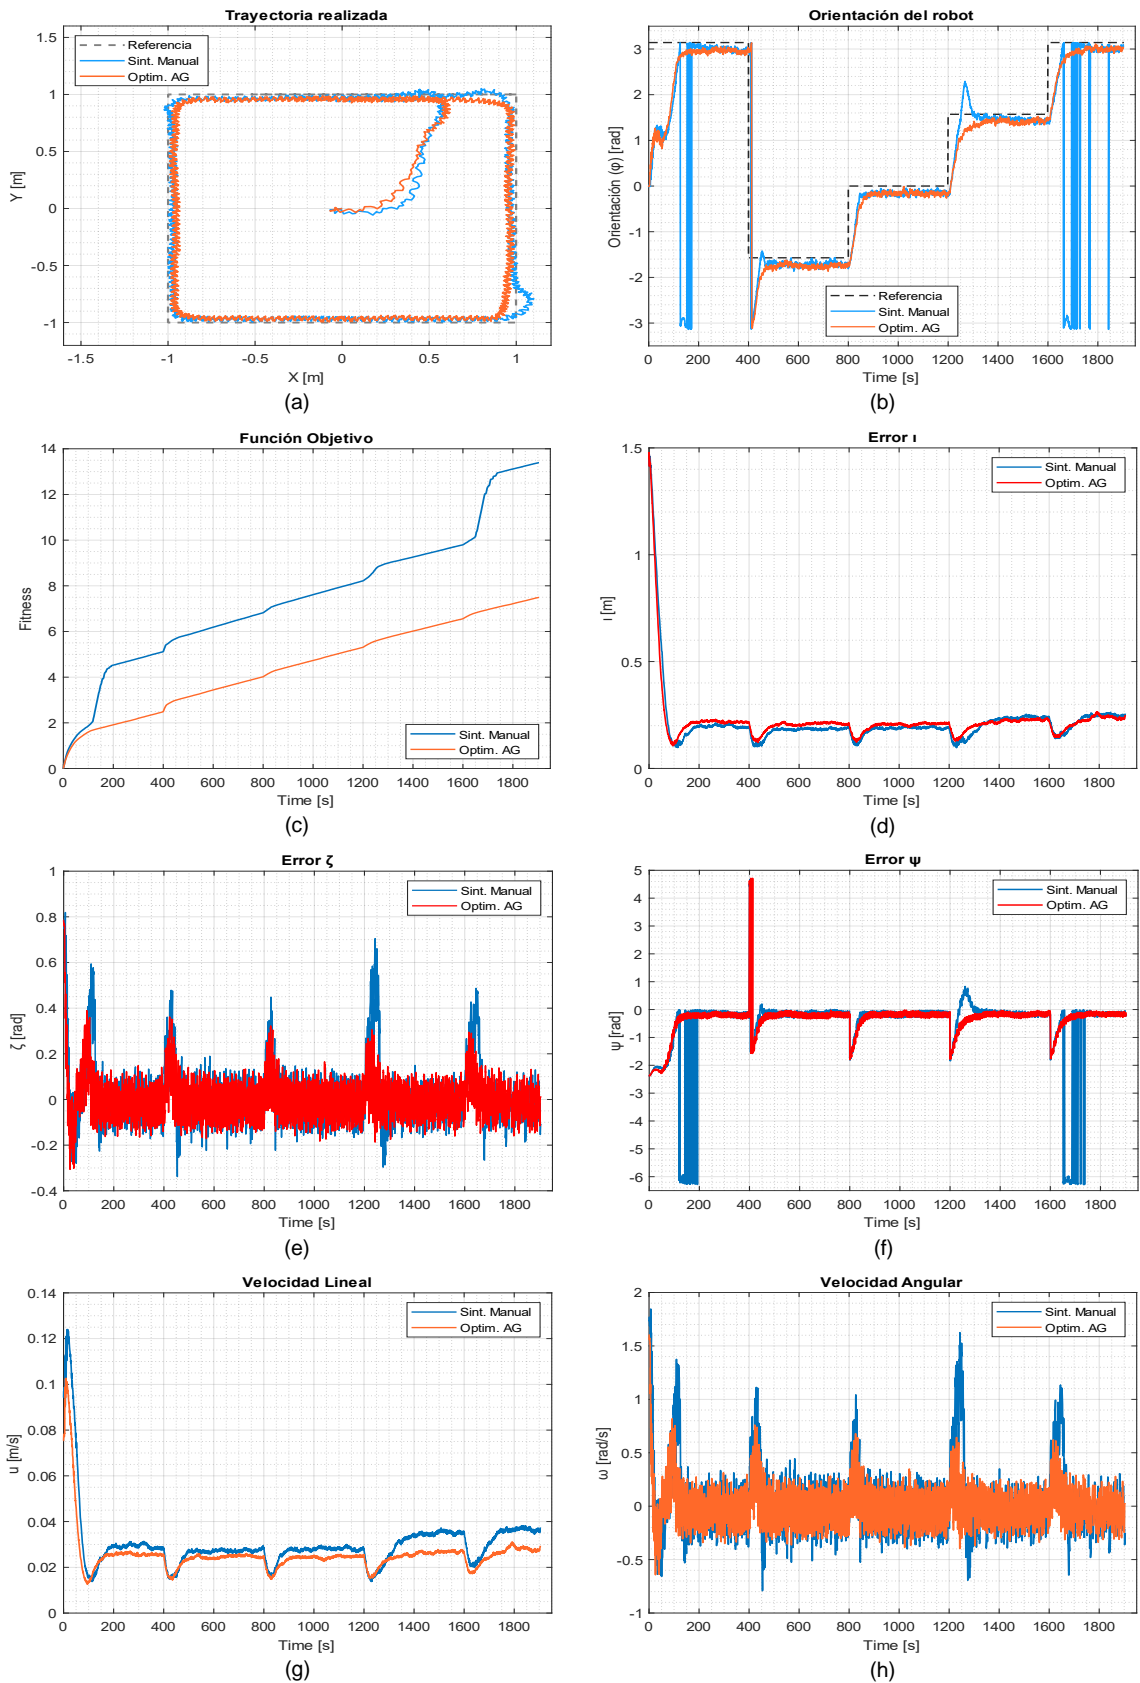 Trayectoria realizada
1.5
1
0.5
0
-0.5
-1
Y [m]
Referencia
Sint. Manual
Optim. AG
-1.5
-1
-0.5
0
0.5
1
X [m]
(a)
Orientación del robot
3
2
1
0
-1
-2
-3
Orientación (φ) [rad]
Referencia
Sint. Manual
Optim. AG
0
200
400
600
800
1000
1200
1400
1600
1800
Time [s]
(b)
Función Objetivo
14
12
10
8
6
4
2
0
Fitness
Sint. Manual
Optim. AG
0
200
400
600
800
1000
1200
1400
1600
1800
Time [s]
(c)
Error ι
1.5
1
0.5
0
ι [m]
Sint. Manual
Optim. AG
0
200
400
600
800
1000
1200
1400
1600
1800
Time [s]
(d)
Error ζ
1
0.8
0.6
0.4
0.2
0
-0.2
-0.4
ζ [rad]
Sint. Manual
Optim. AG
0
200
400
600
800
1000
1200
1400
1600
1800
Time [s]
(e)
Error ψ
5
4
3
2
1
0
-1
-2
-3
-4
-5
-6
ψ [rad]
Sint. Manual
Optim. AG
0
200
400
600
800
1000
1200
1400
1600
1800
Time [s]
(f)
Velocidad Lineal
0.14
0.12
0.1
0.08
0.06
0.04
0.02
0
u [m/s]
Sint. Manual
Optim. AG
0
200
400
600
800
1000
1200
1400
1600
1800
Time [s]
(g)
Velocidad Angular
2
1.5
1
0.5
0
-0.5
-1
ω [rad/s]
Sint. Manual
Optim. AG
0
200
400
600
800
1000
1200
1400
1600
1800
Time [s]
(h)